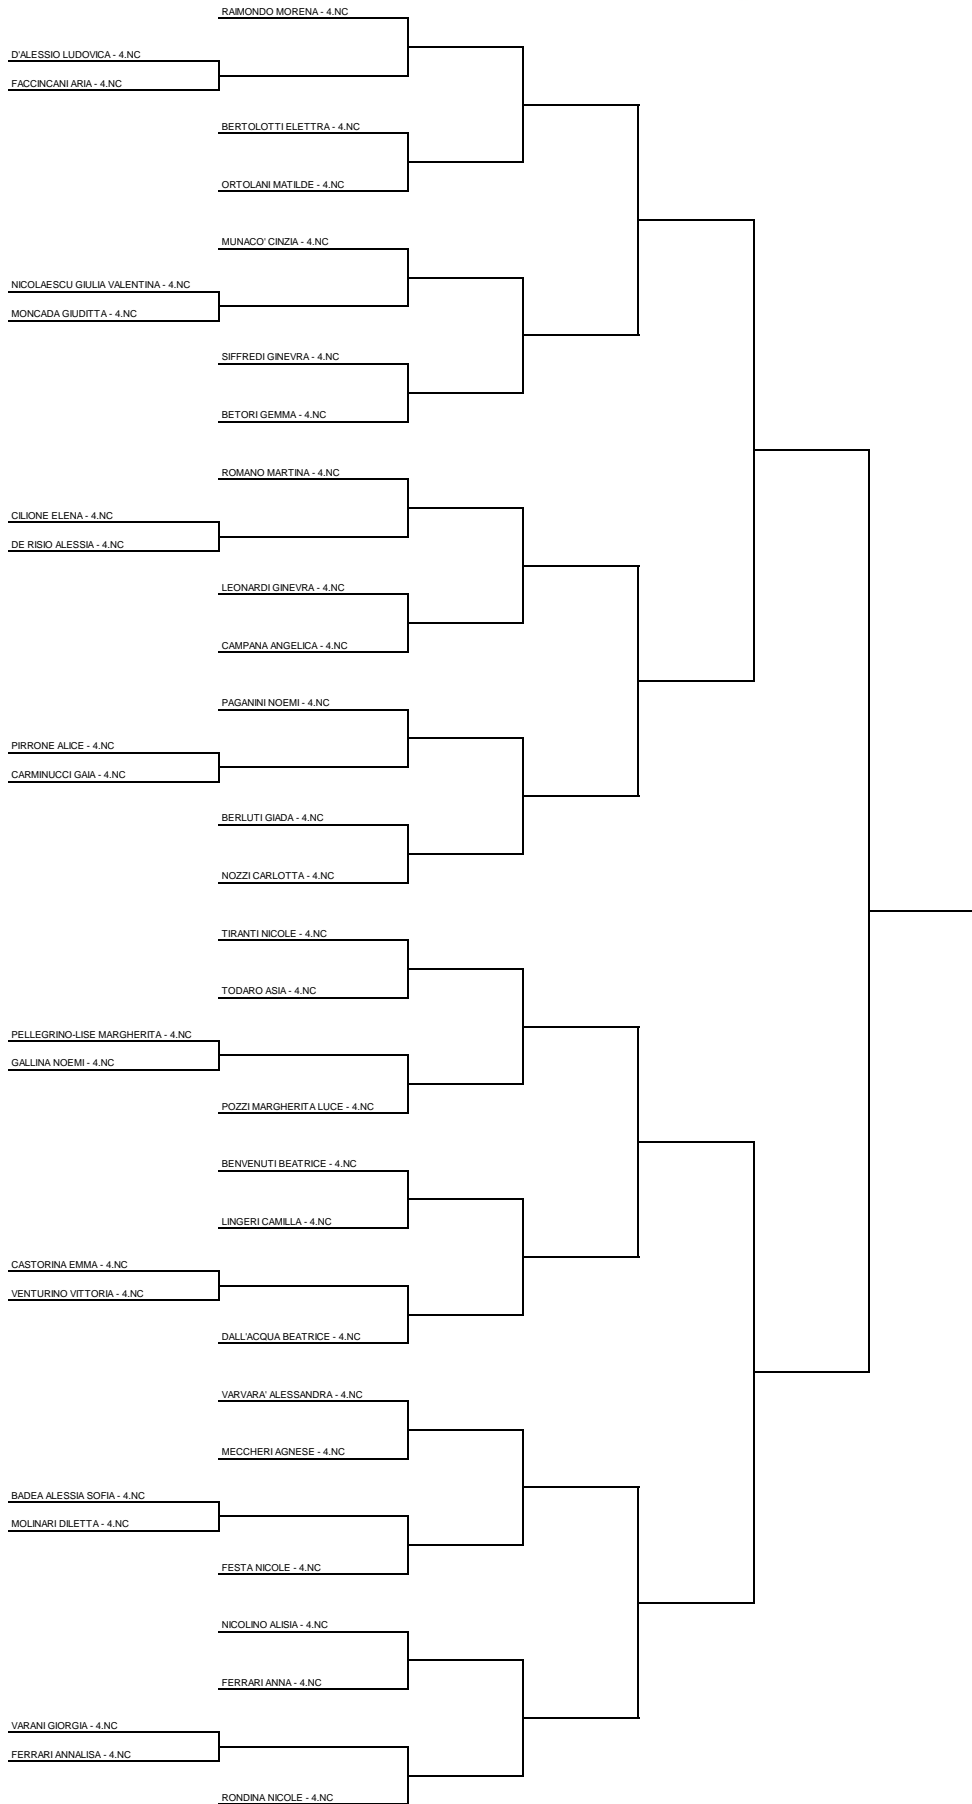 RAIMONDO MORENA - 4.NC
D'ALESSIO LUDOVICA - 4.NC
FACCINCANI ARIA - 4.NC
BERTOLOTTI ELETTRA - 4.NC
ORTOLANI MATILDE - 4.NC
MUNACO' CINZIA - 4.NC
NICOLAESCU GIULIA VALENTINA - 4.NC
MONCADA GIUDITTA - 4.NC
SIFFREDI GINEVRA - 4.NC
BETORI GEMMA - 4.NC
ROMANO MARTINA - 4.NC
CILIONE ELENA - 4.NC
DE RISIO ALESSIA - 4.NC
LEONARDI GINEVRA - 4.NC
CAMPANA ANGELICA - 4.NC
PAGANINI NOEMI - 4.NC
PIRRONE ALICE - 4.NC
CARMINUCCI GAIA - 4.NC
BERLUTI GIADA - 4.NC
NOZZI CARLOTTA - 4.NC
TIRANTI NICOLE - 4.NC
TODARO ASIA - 4.NC
PELLEGRINO-LISE MARGHERITA - 4.NC
GALLINA NOEMI - 4.NC
POZZI MARGHERITA LUCE - 4.NC
BENVENUTI BEATRICE - 4.NC
LINGERI CAMILLA - 4.NC
CASTORINA EMMA - 4.NC
VENTURINO VITTORIA - 4.NC
DALL'ACQUA BEATRICE - 4.NC
VARVARA' ALESSANDRA - 4.NC
MECCHERI AGNESE - 4.NC
BADEA ALESSIA SOFIA - 4.NC
MOLINARI DILETTA - 4.NC
FESTA NICOLE - 4.NC
NICOLINO ALISIA - 4.NC
FERRARI ANNA - 4.NC
VARANI GIORGIA - 4.NC
FERRARI ANNALISA - 4.NC
RONDINA NICOLE - 4.NC